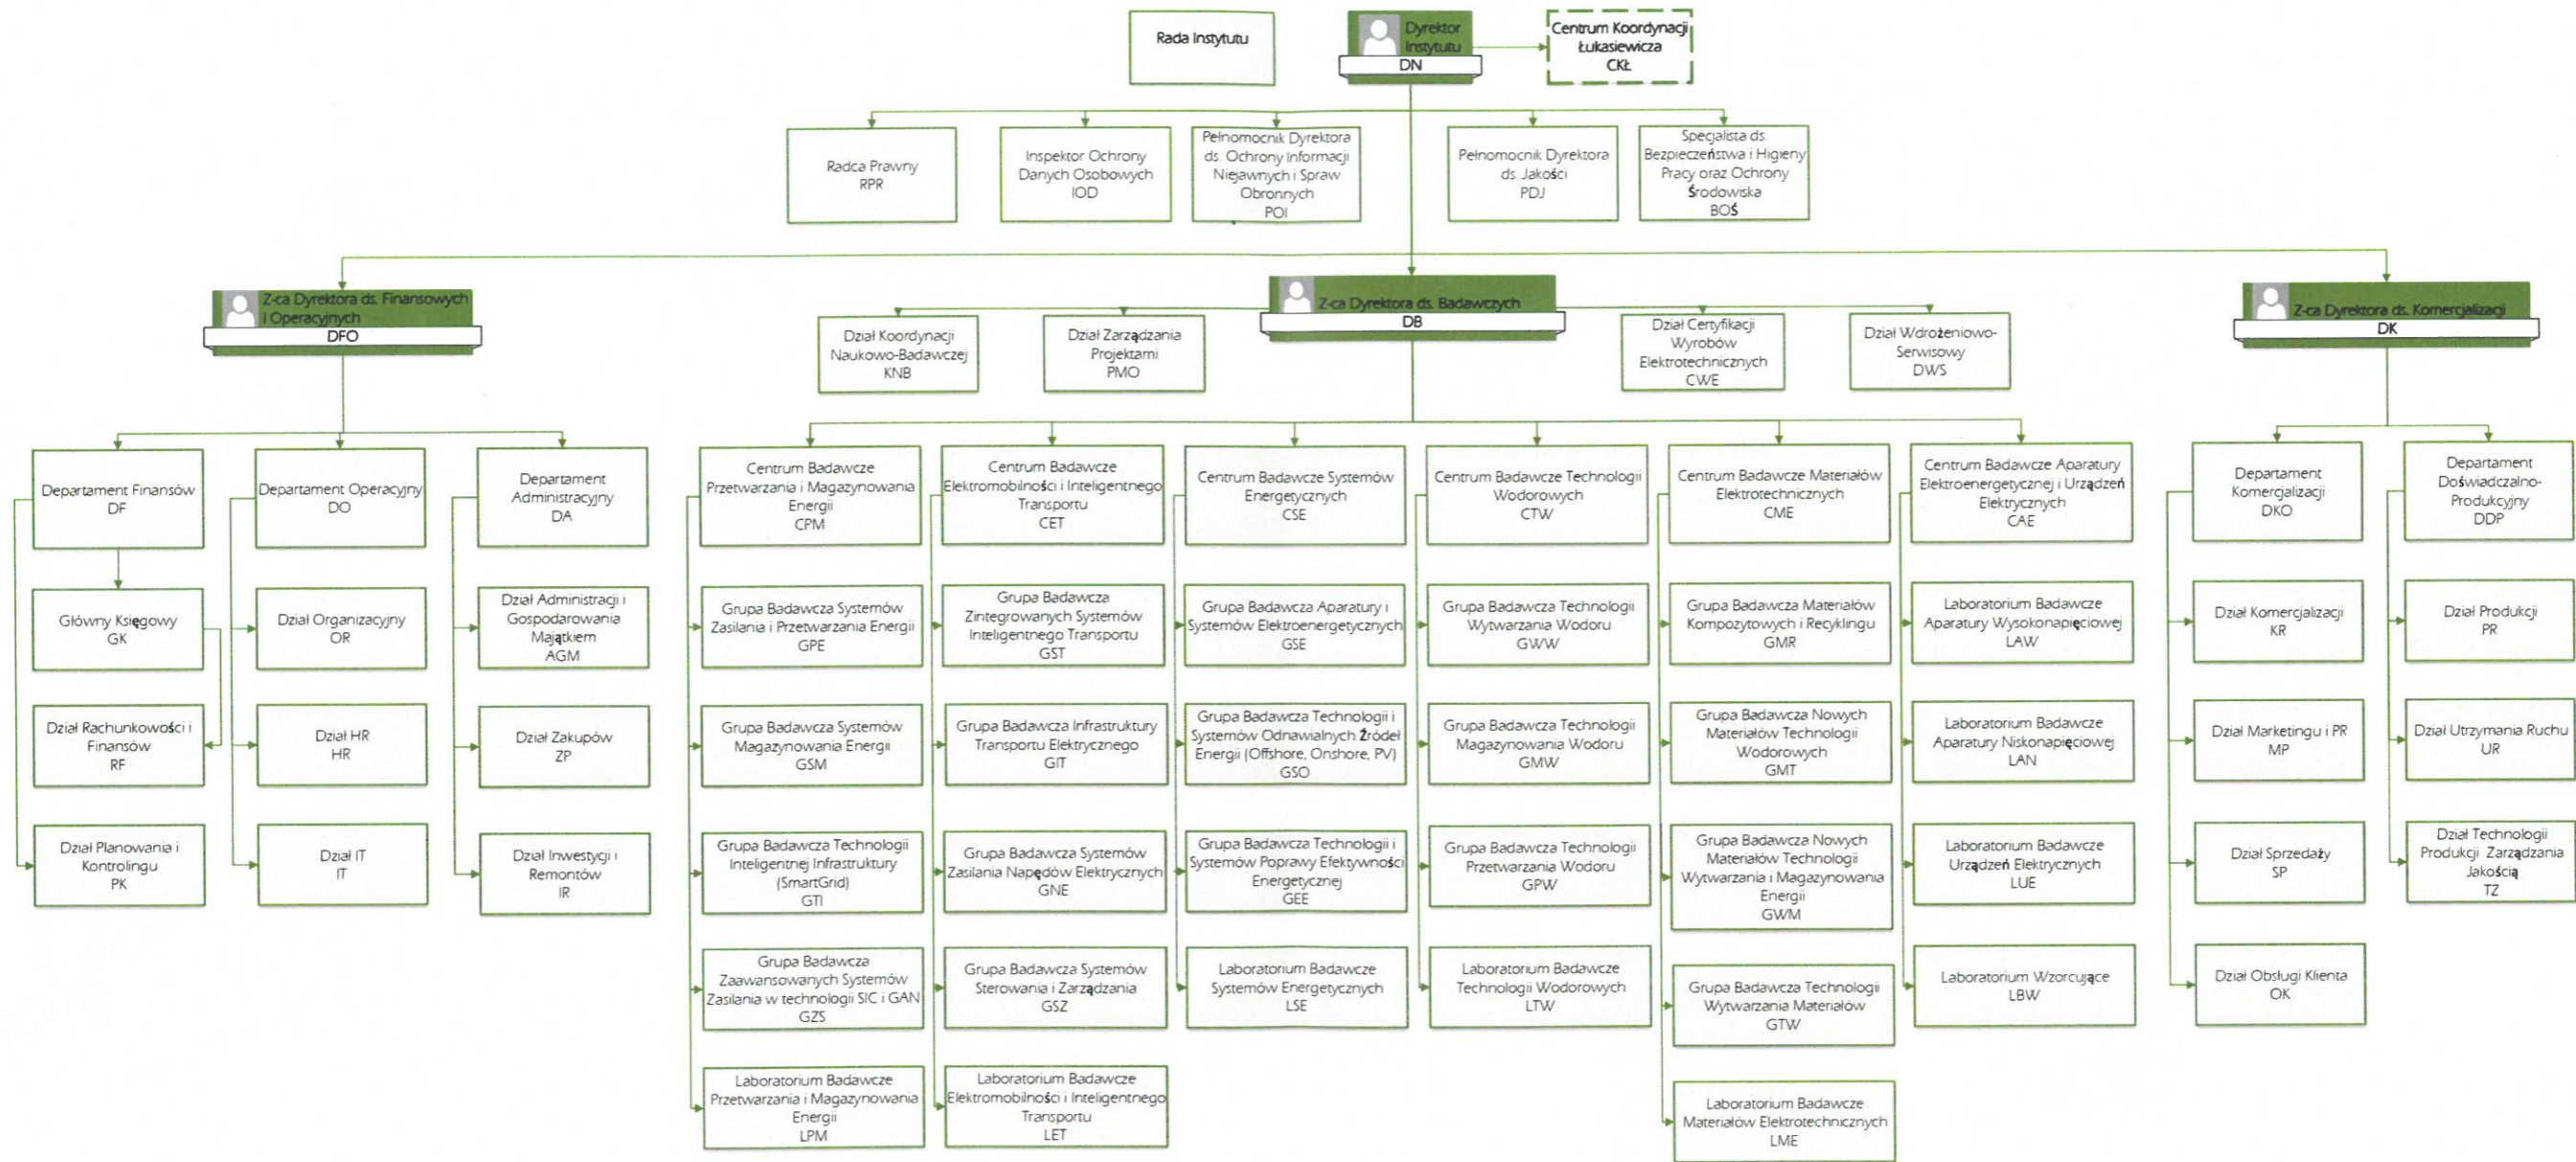 Rada Instytutu
Dyrektor
Instytutu
DN
Centrum Koordynacji
Łukasiewicza
CKŁ
Radca Prawny
RPR
Inspektor Ochrony
Danych Osobowych
IOD
Pełnomocnik Dyrektora
ds. Ochrony Informacji
Niejawnych i Spraw
Obronnych
POI
Pełnomocnik Dyrektora
ds. Jakości
PDJ
Specjalista ds.
Bezpieczeństwa i Higieny
Pracy oraz Ochrony
Środowiska
BOŚ
Z-ca Dyrektora ds. Finansowych
i Operacyjnych
DFO
Z-ca Dyrektora ds. Badawczych
DB
Z-ca Dyrektora ds. Komercjalizacji
DK
Dział Koordynacji
Naukowo-Badawczej
KNB
Dział Zarządzania
Projektami
PMO
Dział Certyfikacji
Wyrobów
Elektrotechnicznych
CWE
Dział Wdrożeniowo-
Serwisowy
DWS
Departament Finansów
DF
Departament Operacyjny
DO
Departament
Administracyjny
DA
Centrum Badawcze
Przetwarzania i Magazynowania
Energii
CPM
Centrum Badawcze
Elektromobilności i Inteligentnego
Transportu
CET
Centrum Badawcze Systemów
Energetycznych
CSE
Centrum Badawcze Technologii
Wodorowych
CTW
Centrum Badawcze Materiałów
Elektrotechnicznych
CME
Centrum Badawcze Aparatury
Elektroenergetycznej i Urządzeń
Elektrycznych
CAE
Departament
Komercjalizacji
DKO
Departament
Doświadczalno-
Produkcyjny
DDP
Główny Księgowy
GK
Dział Organizacyjny
OR
Dział Administracji i
Gospodarowania
Majątkiem
AGM
Grupa Badawcza Systemów
Zasilania i Przetwarzania Energii
GPE
Grupa Badawcza
Zintegrowanych Systemów
Inteligentnego Transportu
GST
Grupa Badawcza Aparatury i
Systemów Elektroenergetycznych
GSE
Grupa Badawcza Technologii
Wytwarzania Wodoru
GWW
Grupa Badawcza Materiałów
Kompozytowych i Recyklingu
GMR
Laboratorium Badawcze
Aparatury Wysokonapięciowej
LAW
Dział Komercjalizacji
KR
Dział Produkcji
PR
Dział Rachunkowości i
Finansów
RF
Dział HR
HR
Dział Zakupów
ZP
Grupa Badawcza Systemów
Magazynowania Energii
GSM
Grupa Badawcza Infrastruktury
Transportu Elektrycznego
GIT
Grupa Badawcza Technologii i
Systemów Odnawialnych Źródeł
Energii (Offshore, Onshore, PV)
GSO
Grupa Badawcza Technologii
Magazynowania Wodoru
GMW
Grupa Badawcza Nowych
Materiałów Technologii
Wodorowych
GMT
Laboratorium Badawcze
Aparatury Niskonapięciowej
LAN
Dział Marketingu i PR
MP
Dział Utrzymania Ruchu
UR
Dział Planowania i
Kontrolingu
PK
Dział IT
IT
Dział Inwestycji i
Remontów
IR
Grupa Badawcza Technologii
Inteligentnej Infrastruktury
(SmartGrid)
GTI
Grupa Badawcza Systemów
Zasilania Napędów Elektrycznych
GNE
Grupa Badawcza Technologii i
Systemów Poprawy Efektywności
Energetycznej
GEE
Grupa Badawcza Technologii
Przetwarzania Wodoru
GPW
Grupa Badawcza Nowych
Materiałów Technologii
Wytwarzania i Magazynowania
Energii
GWM
Laboratorium Badawcze
Urządzeń Elektrycznych
LUE
Dział Sprzedaży
SP
Dział Technologii
Produkcji Zarządzania
Jakością
TZ
Grupa Badawcza
Zaawansowanych Systemów
Zasilania w technologii SIC i GAN
GZS
Grupa Badawcza Systemów
Sterowania i Zarządzania
GSZ
Laboratorium Badawcze
Systemów Energetycznych
LSE
Laboratorium Badawcze
Technologii Wodorowych
LTW
Grupa Badawcza Technologii
Wytwarzania Materiałów
GTW
Laboratorium Wzorcujące
LBW
Dział Obsługi Klienta
OK
Laboratorium Badawcze
Przetwarzania i Magazynowania
Energii
LPM
Laboratorium Badawcze
Elektromobilności i Inteligentnego
Transportu
LET
Laboratorium Badawcze
Materiałów Elektrotechnicznych
LME